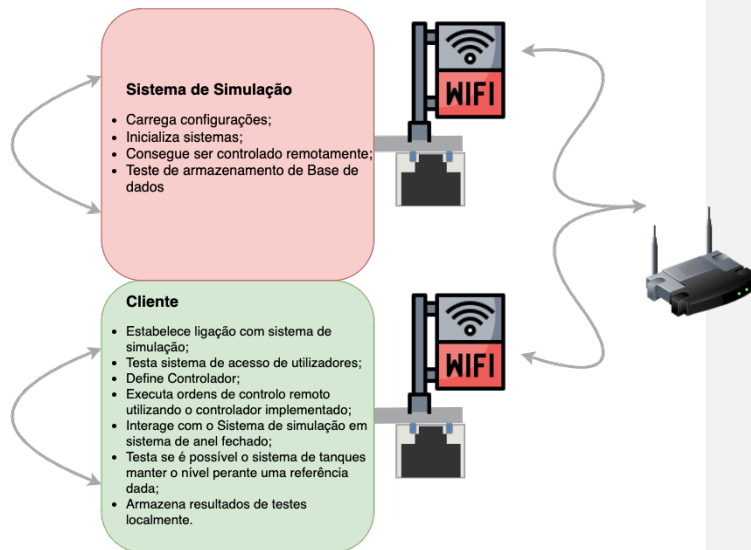 Sistema de Simulação
• Carrega configurações;
• Inicializa sistemas;
• Consegue ser controlado remotamente;
• Teste de armazenamento de Base de
dados
WIFI
Cliente
• Estabelece ligação com sistema de
simulação;
• Testa sistema de acesso de utilizadores;
• Define Controlador;
• Executa ordens de controlo remoto
utilizando o controlador implementado;
• Interage com o Sistema de simulação em
sistema de anel fechado;
• Testa se é possível o sistema de tanques
manter o nível perante uma referência
dada;
• Armazena resultados de testes
localmente.
WIFI